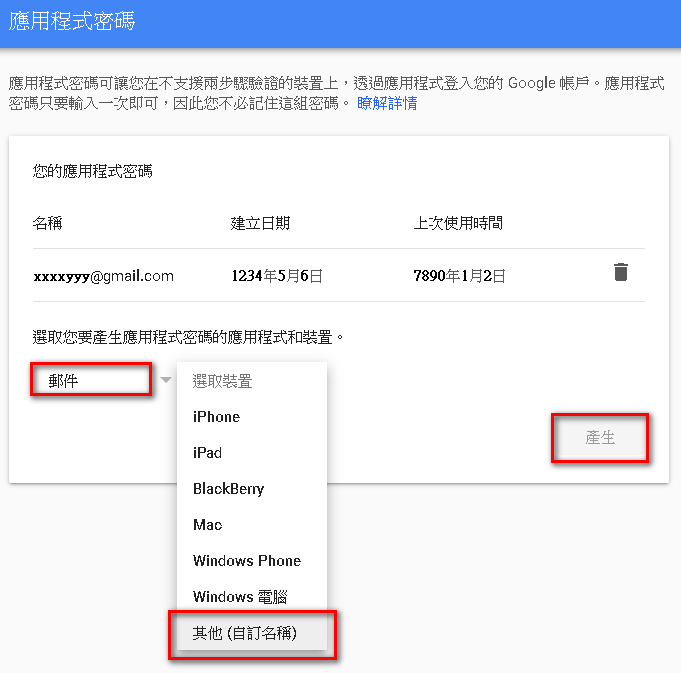 應用程式密碼
應用程式密碼可讓您在不支援兩步驟驗證的裝置上，透過應用程式登入您的 Google 帳戶。應用程式
密碼只要輸入一次即可，因此您不必記住這組密碼。 瞭解詳情
您的應用程式密碼
名稱 建立日期 上次使用時間
xxxxyyy@gmail.com 1234年5月6日 7890年1月2日
選取您要產生應用程式密碼的應用程式和裝置。
郵件 選取裝置
iPhone
iPad
BlackBerry
Mac
Windows Phone
Windows 電腦
其他 (自訂名稱)
產生